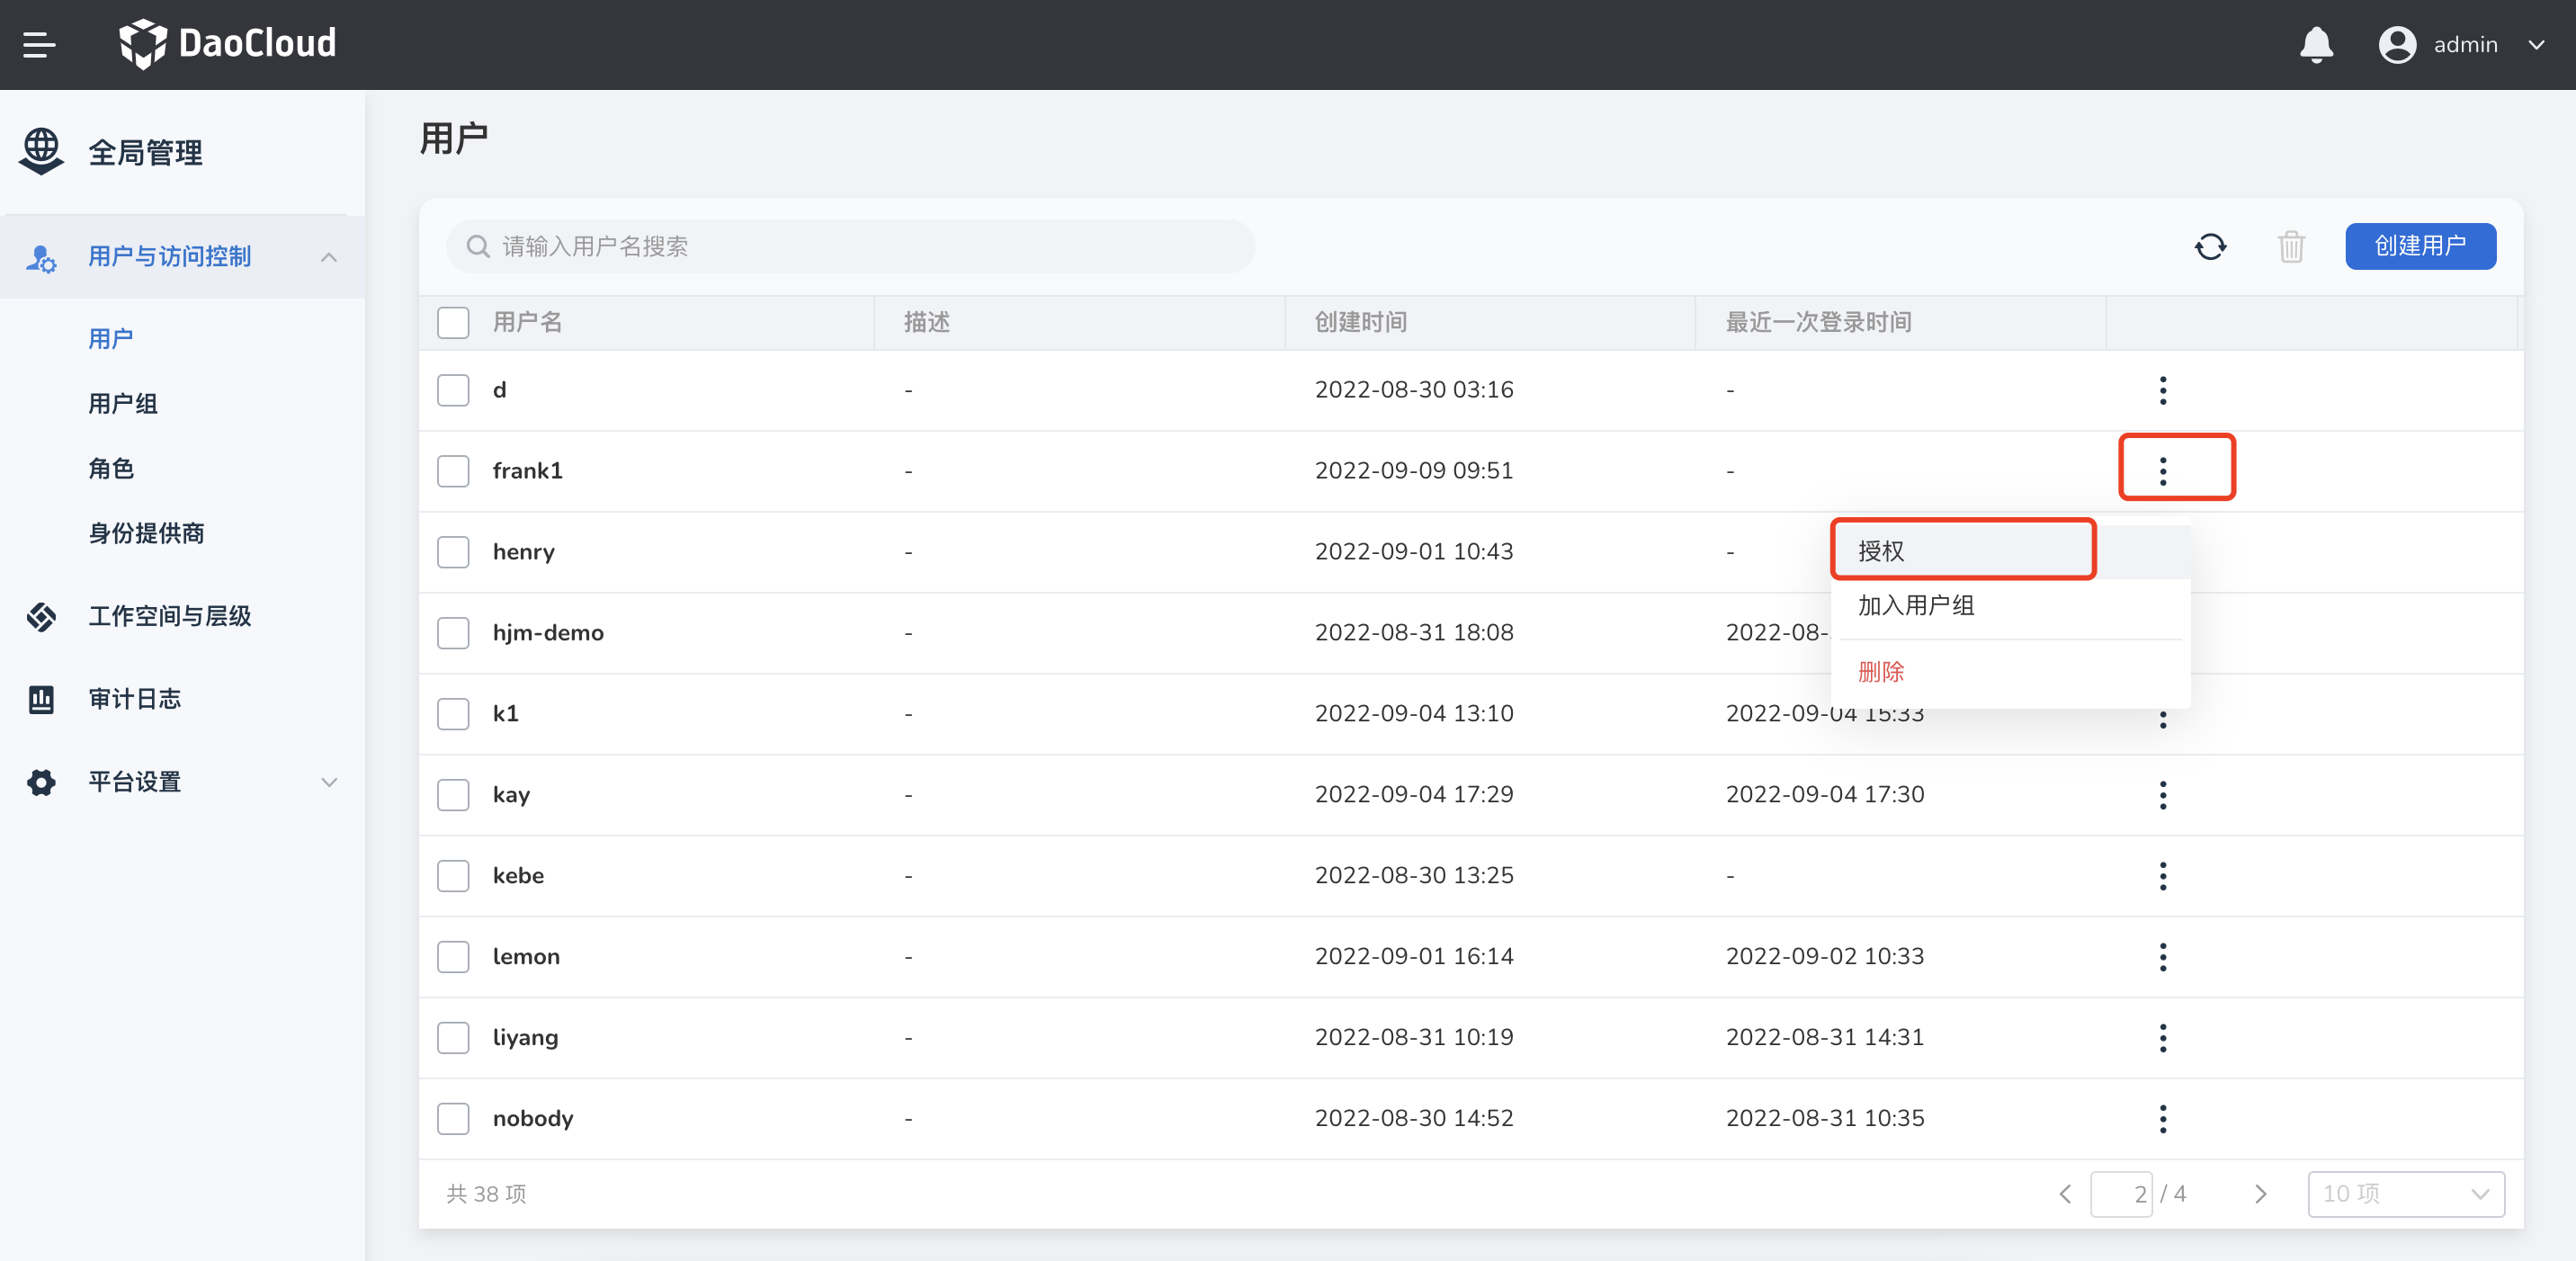 DaoCloud
admin
全局管理
用户与访问控制
用户
用户组
角色
身份提供商
工作空间与层级
审计日志
平台设置
用户
请输入用户名搜索
创建用户
用户名 描述 创建时间 最近一次登录时间
d - 2022-08-30 03:16 -
frank1 - 2022-09-09 09:51 -
henry - 2022-09-01 10:43 -
hjm-demo - 2022-08-31 18:08 2022-08-
k1 - 2022-09-04 13:10 2022-09-04 15:33
kay - 2022-09-04 17:29 2022-09-04 17:30
kebe - 2022-08-30 13:25 -
lemon - 2022-09-01 16:14 2022-09-02 10:33
liyang - 2022-08-31 10:19 2022-08-31 14:31
nobody - 2022-08-30 14:52 2022-08-31 10:35
授权
加入用户组
删除
共 38 项
2 / 4
10 项